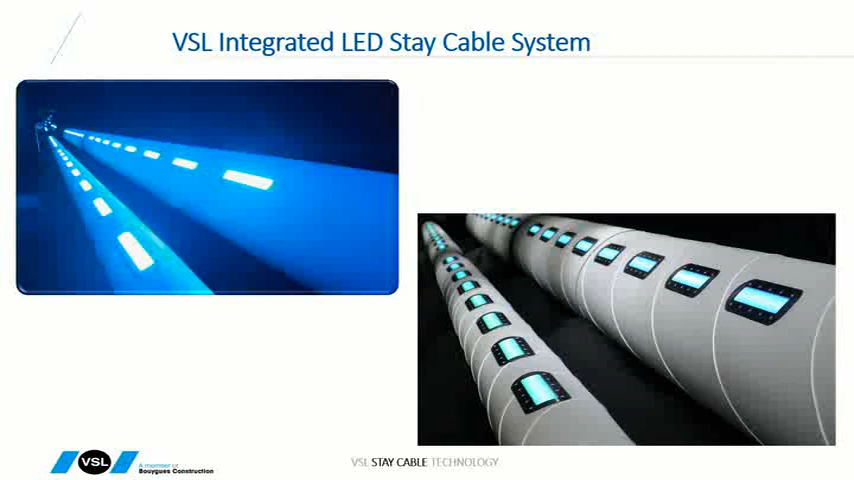 VSL Integrated LED Stay Cable System
VSL
A member of
Bouygues Construction
VSL STAY CABLE TECHNOLOGY